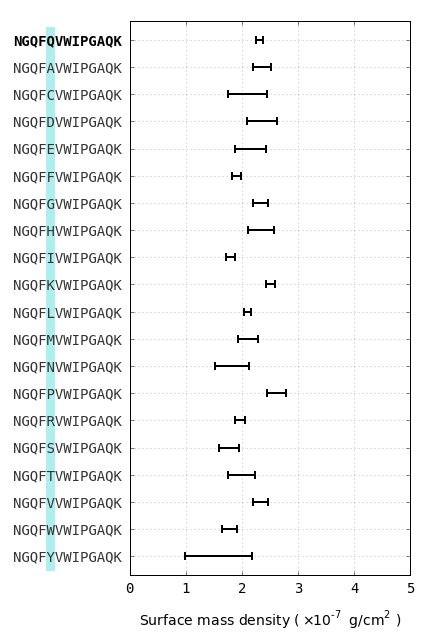 NGQFQVWIPGAQK
NGQFAVWIPGAQK
NGQFCVWIPGAQK
NGQFDVWIPGAQK
NGQFEVWIPGAQK
NGQFFVWIPGAQK
NGQFGVWIPGAQK
NGQFHVWIPGAQK
NGQFIVWIPGAQK
NGQFKVWIPGAQK
NGQFLVWIPGAQK
NGQFMVWIPGAQK
NGQFNVWIPGAQK
NGQFPVWIPGAQK
NGQFRVWIPGAQK
NGQFSVWIPGAQK
NGQFTVWIPGAQK
NGQFVVWIPGAQK
NGQFWVWIPGAQK
NGQFYVWIPGAQK
0 1 2 3 4 5
Surface mass density ( ×10⁻⁷ g/cm² )